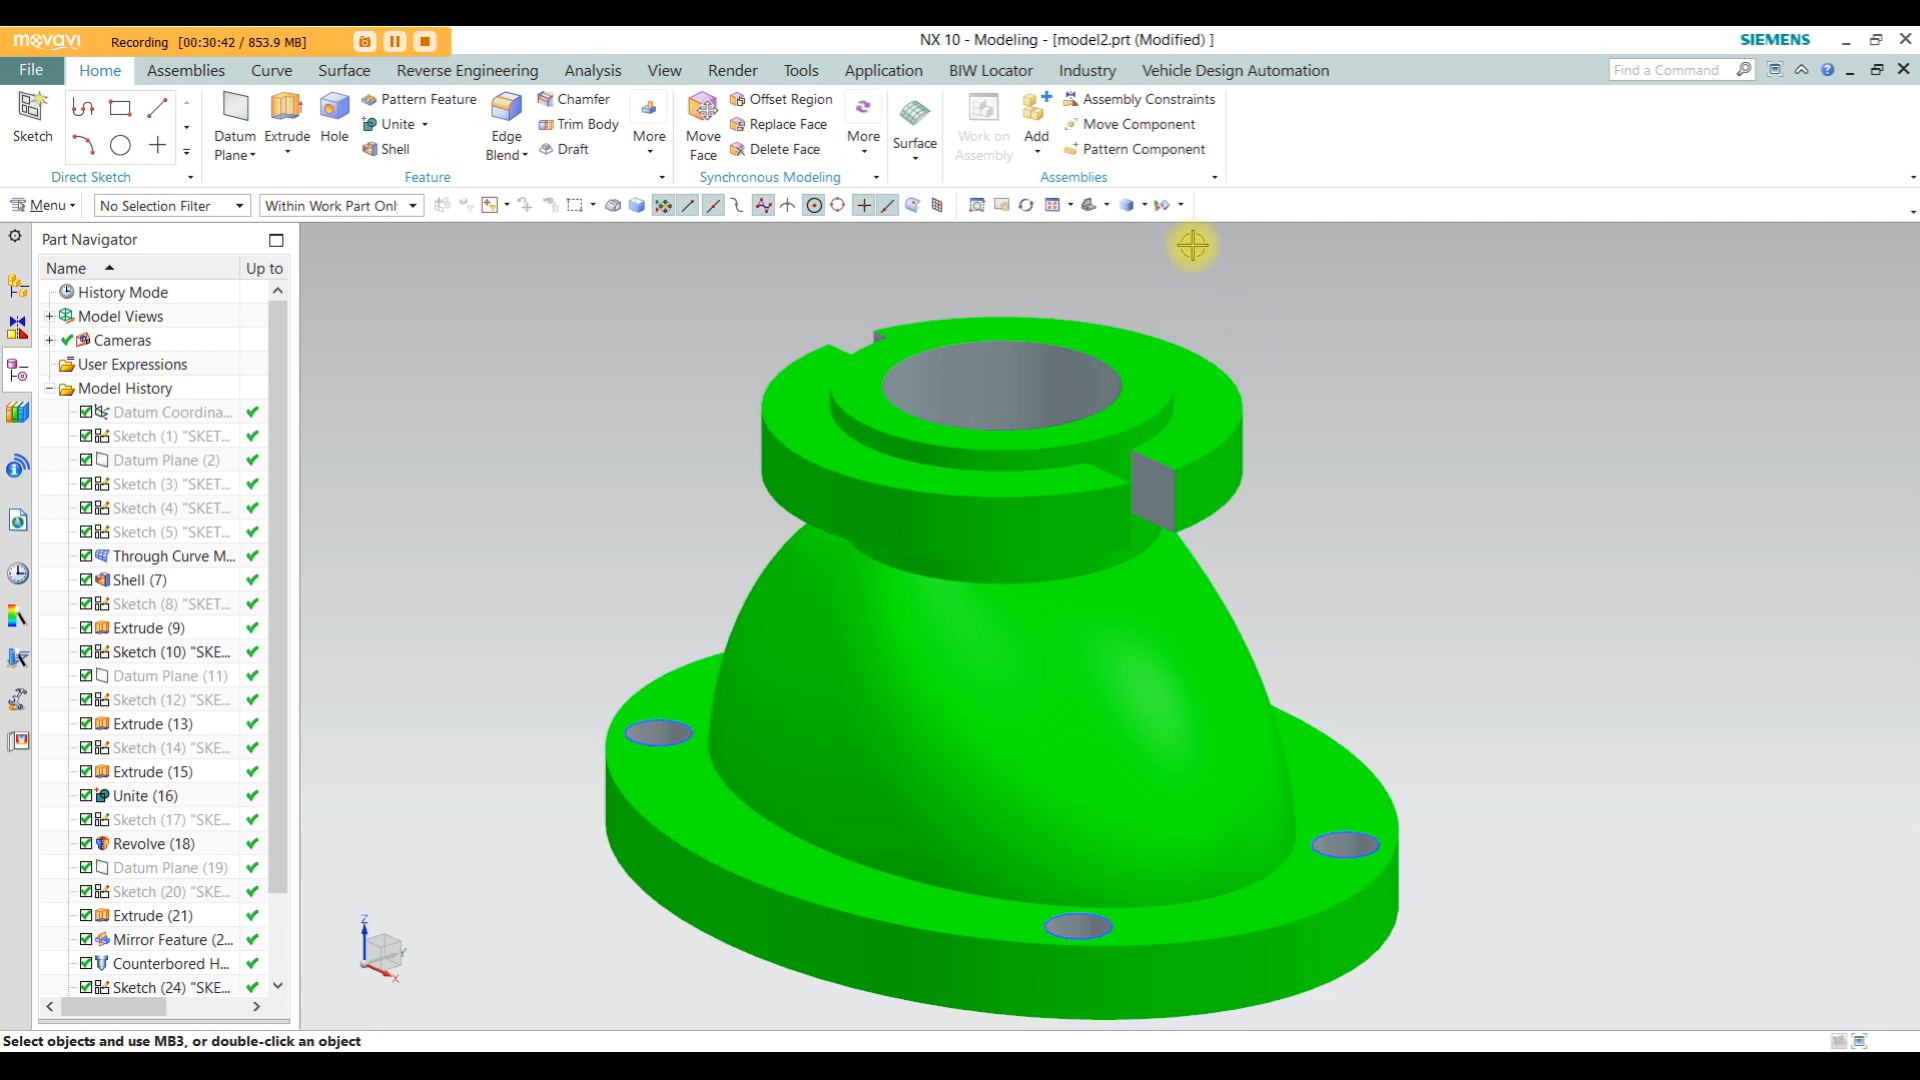 movavi Recording [00:30:42 / 853.9 MB] NX 10 - Modeling - [model2.prt (Modified) ] SIEMENS
File Home Assemblies Curve Surface Reverse Engineering Analysis View Render Tools Application BIW Locator Industry Vehicle Design Automation Find a Command
Sketch
Direct Sketch
Datum Plane
Extrude
Hole
Pattern Feature
Unite
Shell
Edge Blend
Chamfer
Trim Body
Draft
More
Feature
Move Face
Offset Region
Replace Face
Delete Face
More
Synchronous Modeling
Surface
Work on Assembly
Add
Assembly Constraints
Move Component
Pattern Component
Assemblies
Menu No Selection Filter Within Work Part Onl
Part Navigator
Name Up to
History Mode
Model Views
Cameras
User Expressions
Model History
Datum Coordina...
Sketch (1) "SKET...
Datum Plane (2)
Sketch (3) "SKET...
Sketch (4) "SKET...
Sketch (5) "SKET...
Through Curve M...
Shell (7)
Sketch (8) "SKET...
Extrude (9)
Sketch (10) "SKE...
Datum Plane (11)
Sketch (12) "SKE...
Extrude (13)
Sketch (14) "SKE...
Extrude (15)
Unite (16)
Sketch (17) "SKE...
Revolve (18)
Datum Plane (19)
Sketch (20) "SKE...
Extrude (21)
Mirror Feature (2...
Counterbored H...
Sketch (24) "SKE...
Z
Y
X
Select objects and use MB3, or double-click an object